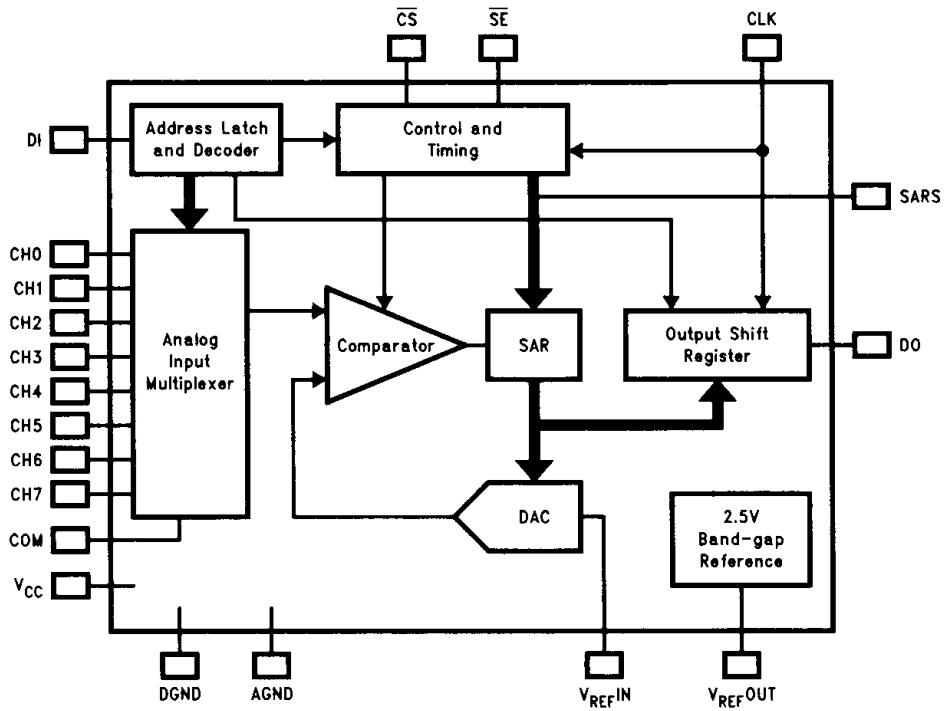 C̅S̅
S̅E̅
CLK
DI
Address Latch
and Decoder
Control and
Timing
SARS
CH0
CH1
CH2
CH3
CH4
CH5
CH6
CH7
COM
VCC
Analog
Input
Multiplexer
Comparator
SAR
Output Shift
Register
DO
DAC
2.5V
Band-gap
Reference
DGND
AGND
VREFIN
VREFOUT